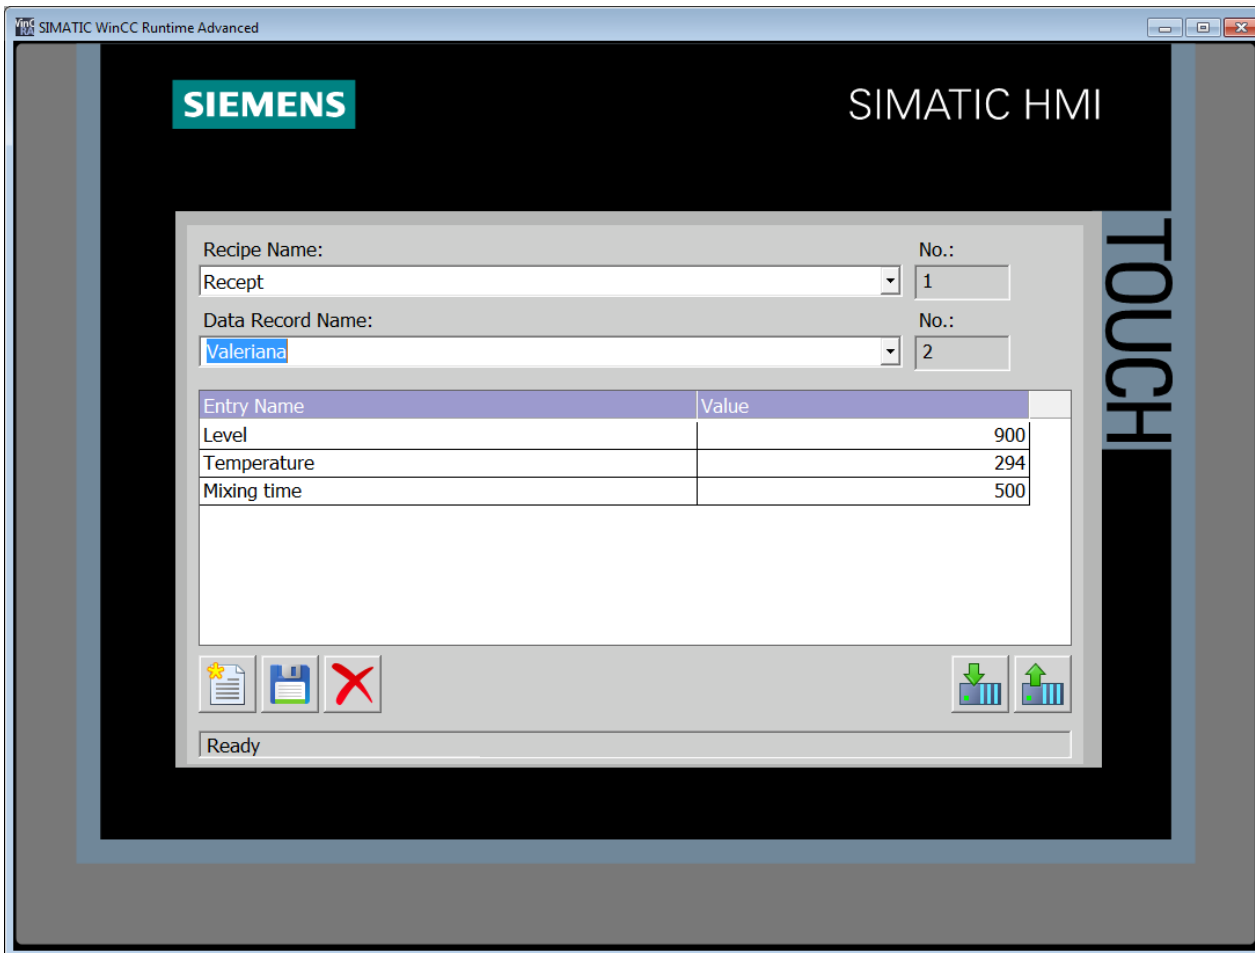 SIMATIC WinCC Runtime Advanced
SIEMENS
SIMATIC HMI
TOUCH
Recipe Name:
No.:
Recept
1
Data Record Name:
No.:
Valeriana
2
Entry Name Value
Level 900
Temperature 294
Mixing time 500
Ready